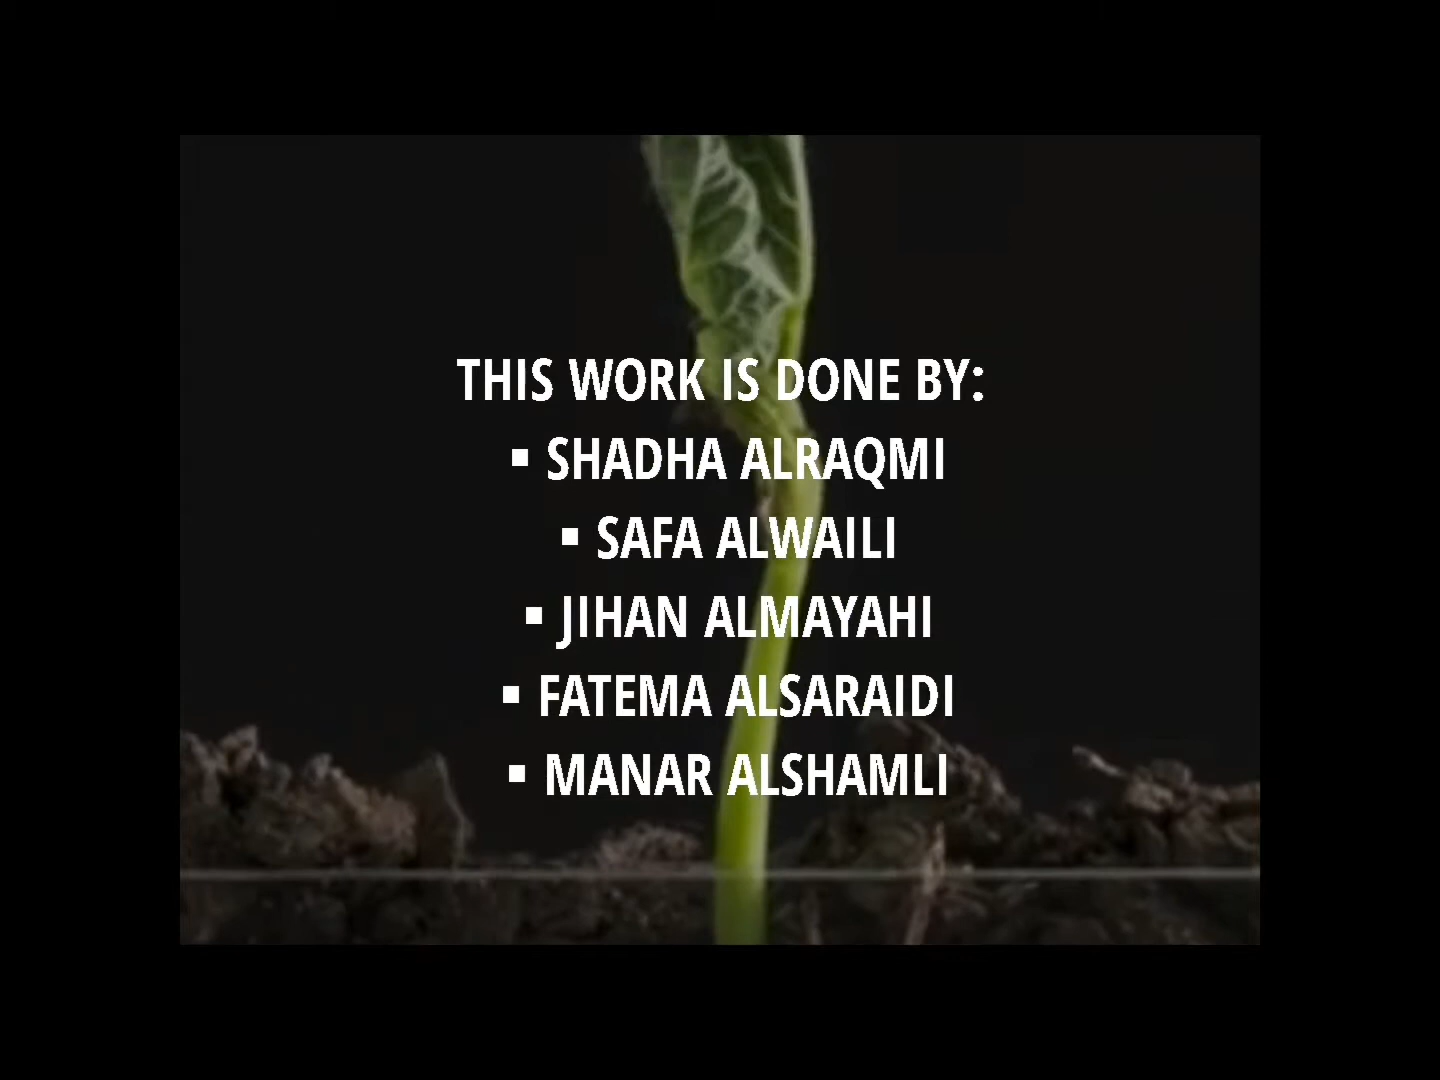 THIS WORK IS DONE BY:
▪ SHADHA ALRAQMI
▪ SAFA ALWAILI
▪ JIHAN ALMAYAHI
▪ FATEMA ALSARAIDI
▪ MANAR ALSHAMLI